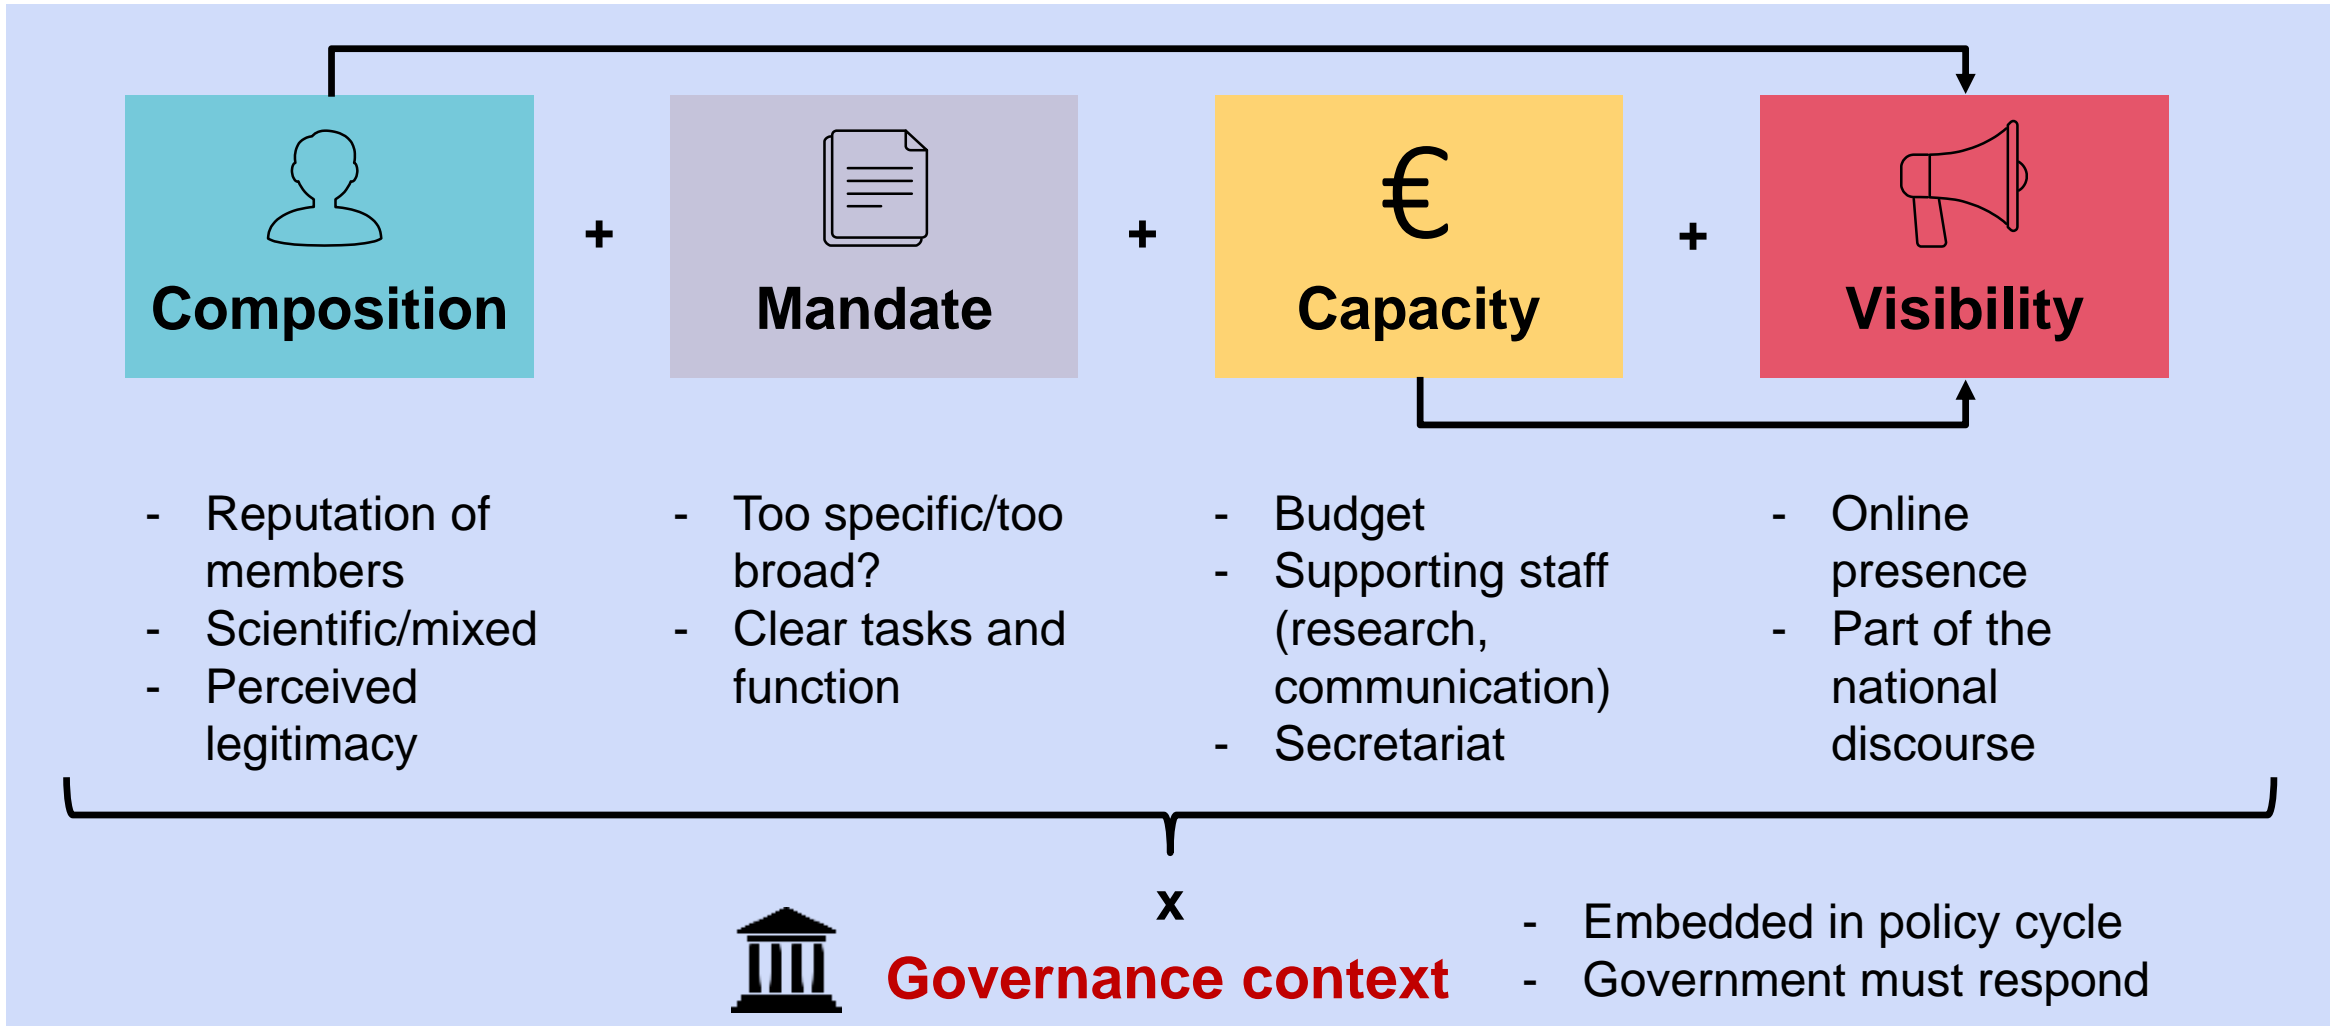 €
Composition
+
Mandate
+
Capacity
+
Visibility
- Reputation of
members
- Scientific/mixed
- Perceived
legitimacy
- Too specific/too
broad?
- Clear tasks and
function
- Budget
- Supporting staff
(research,
communication)
- Secretariat
- Online
presence
- Part of the
national
discourse
x
Governance context
- Embedded in policy cycle
- Government must respond